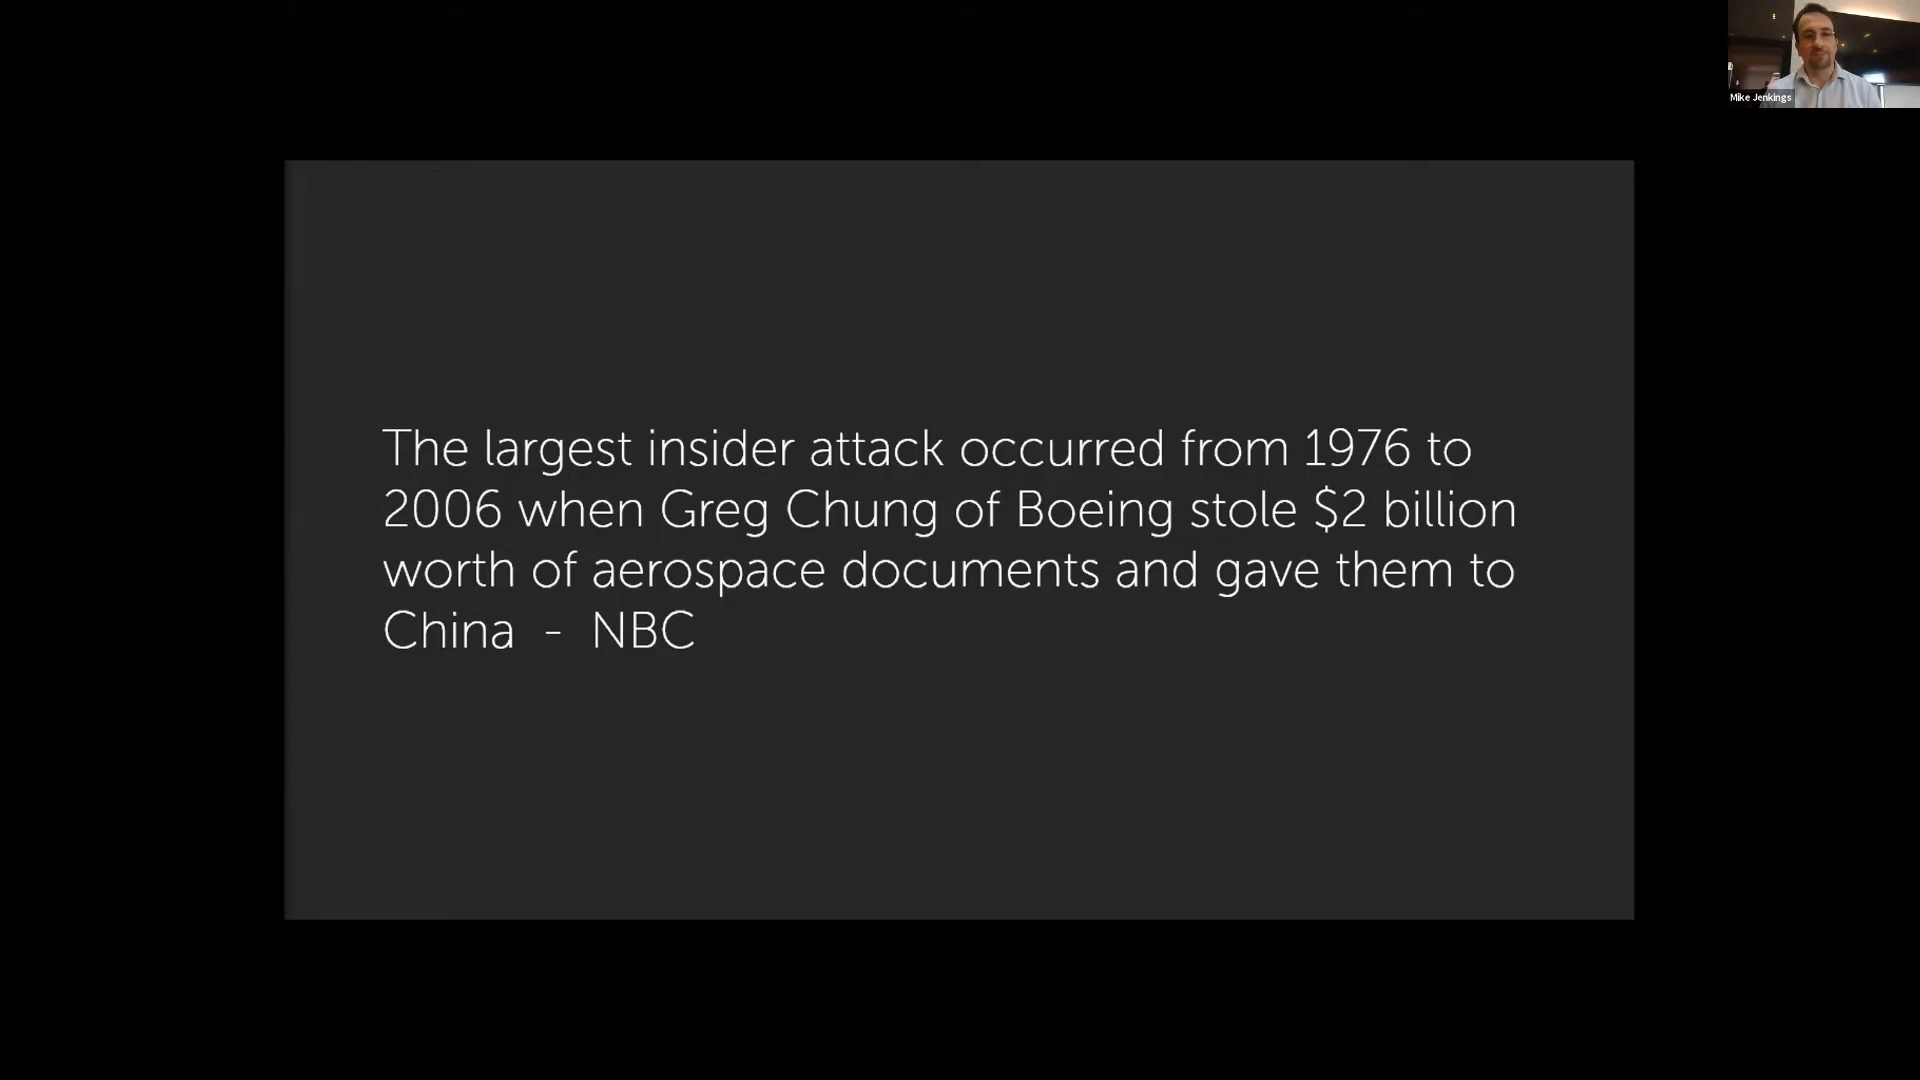 Mike Jenkings
The largest insider attack occurred from 1976 to
2006 when Greg Chung of Boeing stole $2 billion
worth of aerospace documents and gave them to
China - NBC